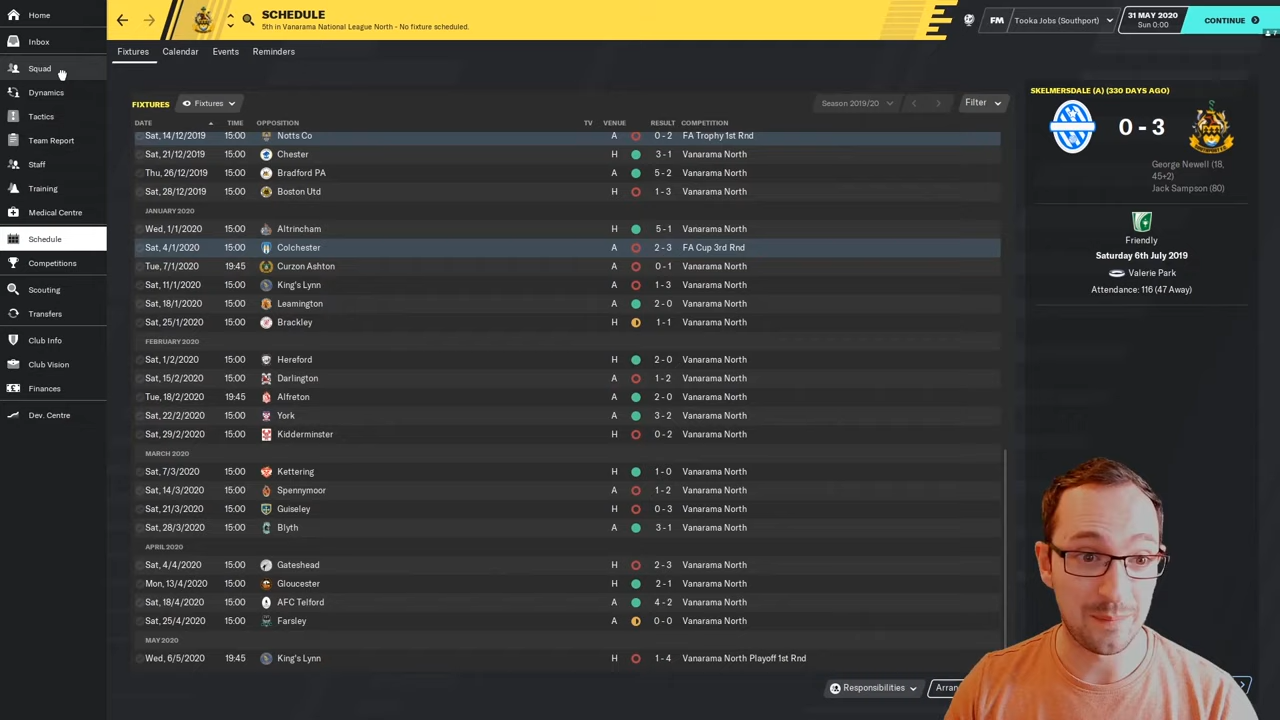 Home
SCHEDULE
5th in Vanarama National League North - No fixture scheduled.
FM
Tooka Jobs (Southport)
31 MAY 2020
Sun 0:00
CONTINUE
7
Inbox
Squad
Dynamics
Tactics
Team Report
Staff
Training
Medical Centre
Schedule
Competitions
Scouting
Transfers
Club Info
Club Vision
Finances
Dev. Centre
Fixtures Calendar Events Reminders
FIXTURES Fixtures Season 2019/20 Filter
DATE TIME OPPOSITION TV VENUE RESULT COMPETITION
Sat, 14/12/2019 15:00 Notts Co A 0 - 2 FA Trophy 1st Rnd
Sat, 21/12/2019 15:00 Chester H 3 - 1 Vanarama North
Thu, 26/12/2019 15:00 Bradford PA A 5 - 2 Vanarama North
Sat, 28/12/2019 15:00 Boston Utd H 1 - 3 Vanarama North
JANUARY 2020
Wed, 1/1/2020 15:00 Altrincham H 5 - 1 Vanarama North
Sat, 4/1/2020 15:00 Colchester A 2 - 3 FA Cup 3rd Rnd
Tue, 7/1/2020 19:45 Curzon Ashton A 0 - 1 Vanarama North
Sat, 11/1/2020 15:00 King's Lynn A 1 - 3 Vanarama North
Sat, 18/1/2020 15:00 Leamington A 2 - 0 Vanarama North
Sat, 25/1/2020 15:00 Brackley H 1 - 1 Vanarama North
FEBRUARY 2020
Sat, 1/2/2020 15:00 Hereford H 2 - 0 Vanarama North
Sat, 15/2/2020 15:00 Darlington A 1 - 2 Vanarama North
Tue, 18/2/2020 19:45 Alfreton A 2 - 0 Vanarama North
Sat, 22/2/2020 15:00 York A 3 - 2 Vanarama North
Sat, 29/2/2020 15:00 Kidderminster H 0 - 2 Vanarama North
MARCH 2020
Sat, 7/3/2020 15:00 Kettering H 1 - 0 Vanarama North
Sat, 14/3/2020 15:00 Spennymoor A 1 - 2 Vanarama North
Sat, 21/3/2020 15:00 Guiseley H 0 - 3 Vanarama North
Sat, 28/3/2020 15:00 Blyth A 3 - 1 Vanarama North
APRIL 2020
Sat, 4/4/2020 15:00 Gateshead H 2 - 3 Vanarama North
Mon, 13/4/2020 15:00 Gloucester H 2 - 1 Vanarama North
Sat, 18/4/2020 15:00 AFC Telford A 4 - 2 Vanarama North
Sat, 25/4/2020 15:00 Farsley A 0 - 0 Vanarama North
MAY 2020
Wed, 6/5/2020 19:45 King's Lynn H 1 - 4 Vanarama North Playoff 1st Rnd
Responsibilities
SKELMERSDALE (A) (330 DAYS AGO)
0 - 3
George Newell (18,
45+2)
Jack Sampson (80)
Friendly
Saturday 6th July 2019
Valerie Park
Attendance: 116 (47 Away)